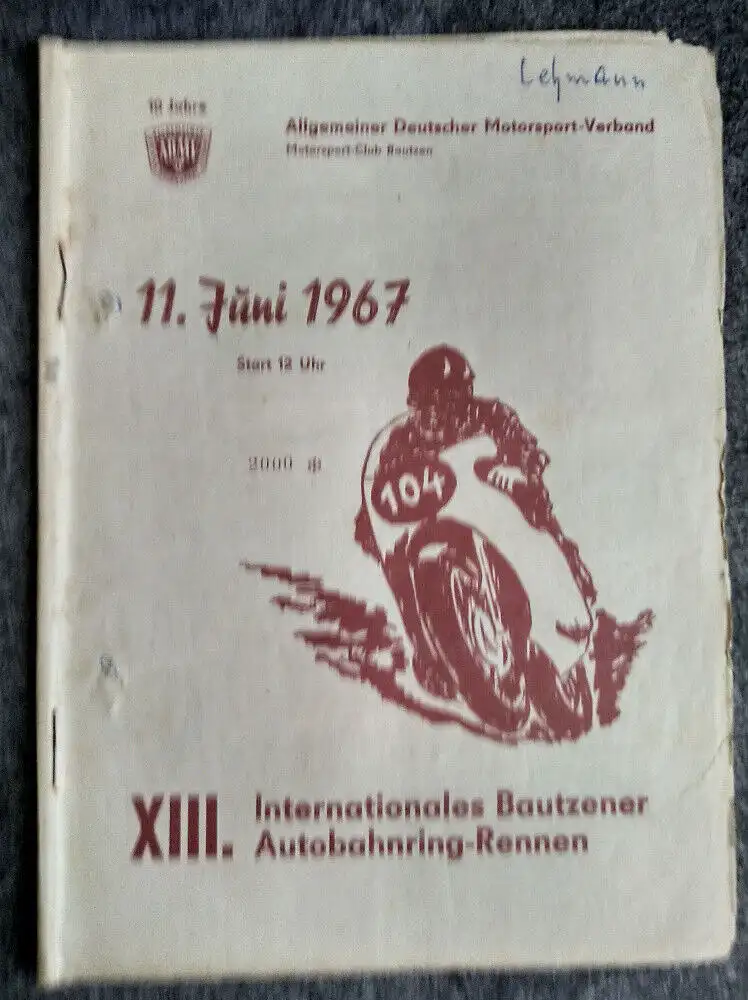 Lehmann
10 Jahre
ADMV
Allgemeiner Deutscher Motorsport-Verband
Motorsport-Club Bautzen
11. Juni 1967
Start 12 Uhr
2000
104
XIII. Internationales Bautzener
Autobahnring-Rennen